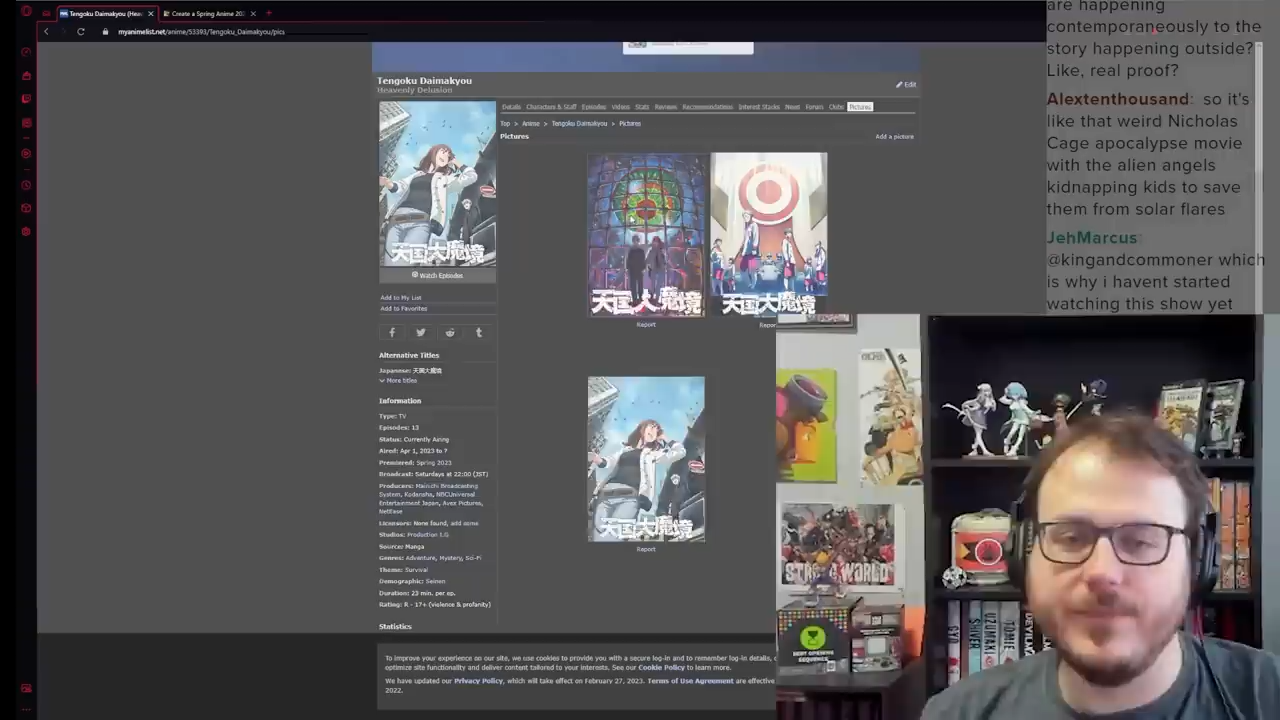 Tengoku Daimakyou (Hea
Create a Spring Anime 202
myanimelist.net/anime/53393/Tengoku_Daimakyou/pics
Tengoku Daimakyou
Heavenly Delusion
Edit
Details Characters & Staff Episodes Videos Stats Reviews Recommendations Interest Stacks News Forum Clubs Pictures
Top > Anime > Tengoku Daimakyou > Pictures
Pictures
Add a picture
天国大魔境
天国大魔境
天国大魔境
Watch Episodes
Report
Repor
Add to My List
Add to Favorites
Alternative Titles
Japanese: 天国大魔境
More titles
Information
Type: TV
Episodes: 13
Status: Currently Airing
Aired: Apr 1, 2023 to ?
Premiered: Spring 2023
Broadcast: Saturdays at 22:00 (JST)
Producers: Mainichi Broadcasting
System, Kodansha, NBCUniversal
Entertainment Japan, Avex Pictures,
NetEase
Licensors: None found, add some
Studios: Production I.G
Source: Manga
Genres: Adventure, Mystery, Sci-Fi
Theme: Survival
Demographic: Seinen
Duration: 23 min. per ep.
Rating: R - 17+ (violence & profanity)
Statistics
天国大魔境
Report
To improve your experience on our site, we use cookies to provide you with a secure log-in and to remember log-in details,
optimize site functionality and deliver content tailored to your interests. See our Cookie Policy to learn more.
We have updated our Privacy Policy, which will take effect on February 27, 2023. Terms of Use Agreement are effective
2022.
are happening
contemporaneously to the
story happening outside?
Like, real proof?
Alextenthousand: so it's
like that weird Nicholas
Cage apocalypse movie
with the alien angels
kidnapping kids to save
them from solar flares
JehMarcus:
@kingandcommoner which
is why i havent started
watching this show yet
BEST OPENING
SEQUENCE
UZUMAKI
TOMIE